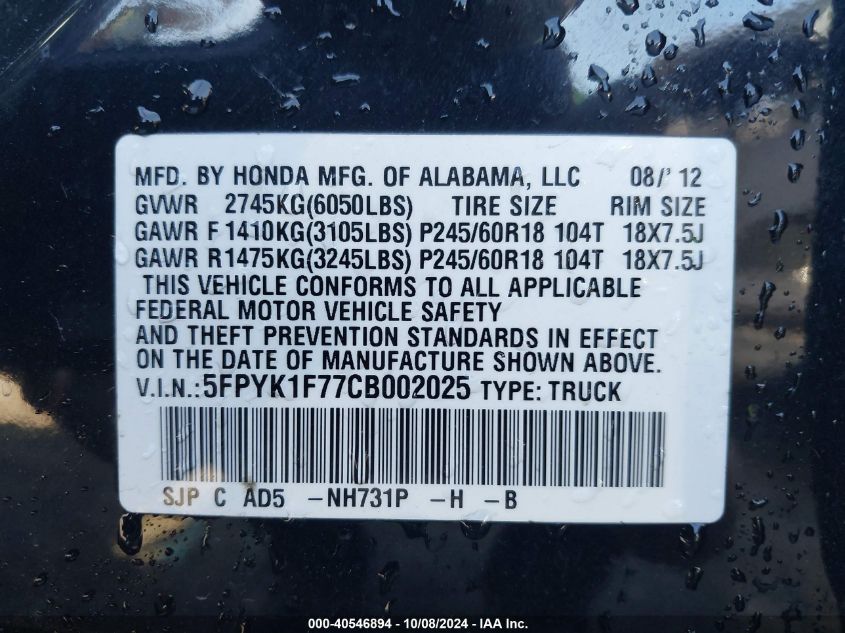 MFD. BY HONDA MFG. OF ALABAMA, LLC 08/' 12
GVWR 2745KG(6050LBS) TIRE SIZE RIM SIZE
GAWR F 1410KG(3105LBS) P245/60R18 104T 18X7.5J
GAWR R1475KG(3245LBS) P245/60R18 104T 18X7.5J
THIS VEHICLE CONFORMS TO ALL APPLICABLE
FEDERAL MOTOR VEHICLE SAFETY
AND THEFT PREVENTION STANDARDS IN EFFECT
ON THE DATE OF MANUFACTURE SHOWN ABOVE.
V.I.N.:5FPYK1F77CB002025 TYPE: TRUCK
SJP C AD5 -NH731P -H -B
000-40546894 - 10/08/2024 - IAA Inc.